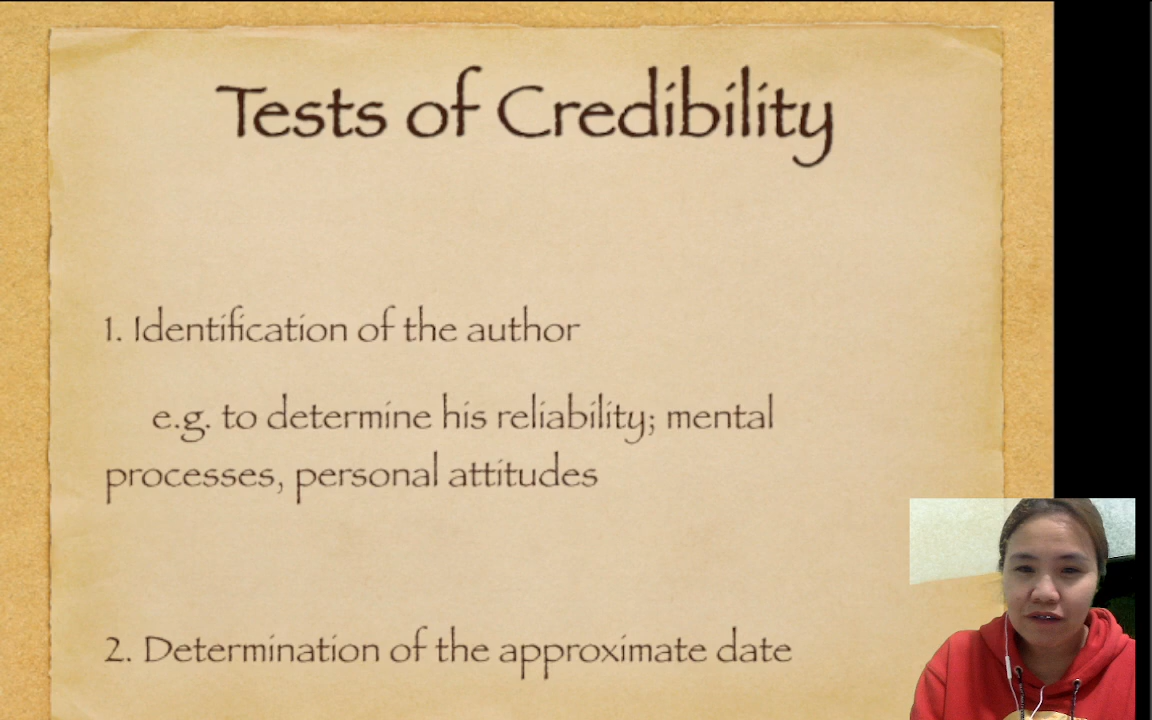 Tests of Credibility
1. Identification of the author
e.g. to determine his reliability; mental
processes, personal attitudes
2. Determination of the approximate date